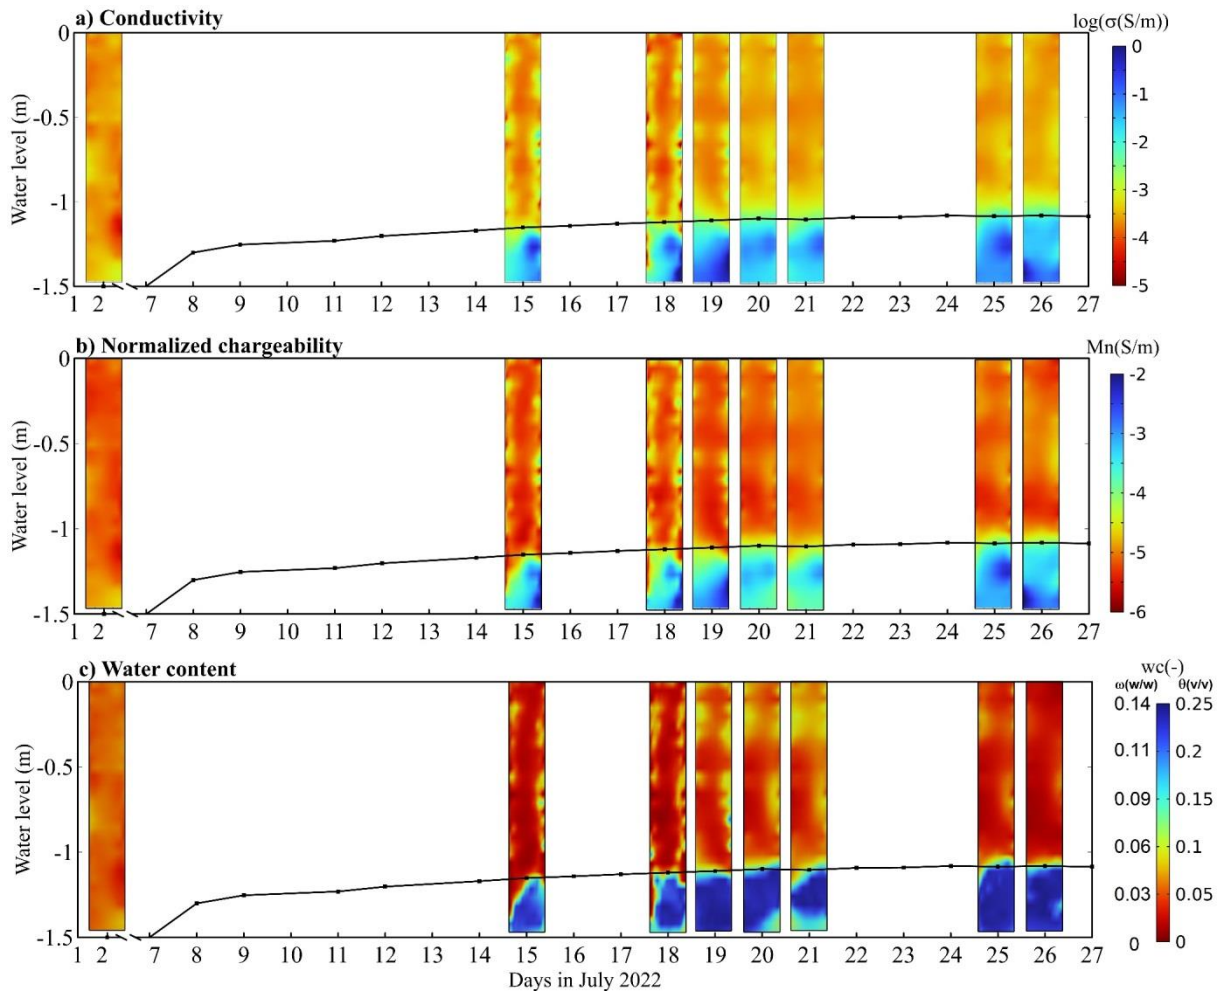 a) Conductivity
log(σ(S/m)
Water level (m)
0
-0.5
-1
-1.5
0
-1
-2
-3
-4
-5
1 2 7 8 9 10 11 12 13 14 15 16 17 18 19 20 21 22 23 24 25 26 27
b) Normalized chargeability
Mn(S/m)
Water level (m)
0
-0.5
-1
-1.5
-2
-3
-4
-5
-6
1 2 7 8 9 10 11 12 13 14 15 16 17 18 19 20 21 22 23 24 25 26 27
c) Water content
wc(-)
ω(w/w) θ(v/v)
Water level (m)
0
-0.5
-1
-1.5
0.14 0.25
0.11 0.2
0.09 0.15
0.06 0.1
0.03 0.05
0 0
1 2 7 8 9 10 11 12 13 14 15 16 17 18 19 20 21 22 23 24 25 26 27
Days in July 2022